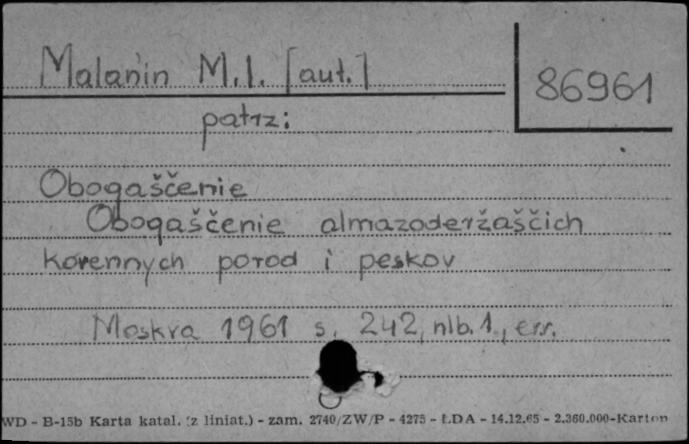 Malanin M.I. [aut.]
86961
patrz:
Obogaščenie
Obogaščenie almazoderžaščich
korennych porod i peskov
Moskva 1961 s. 242, nlb. 1, err.
WD - B-15b Karta katal. (z liniat.) - zam. 2740/ZW/P - 4275 - ŁDA - 14.12.65 - 2.360.000-Karton